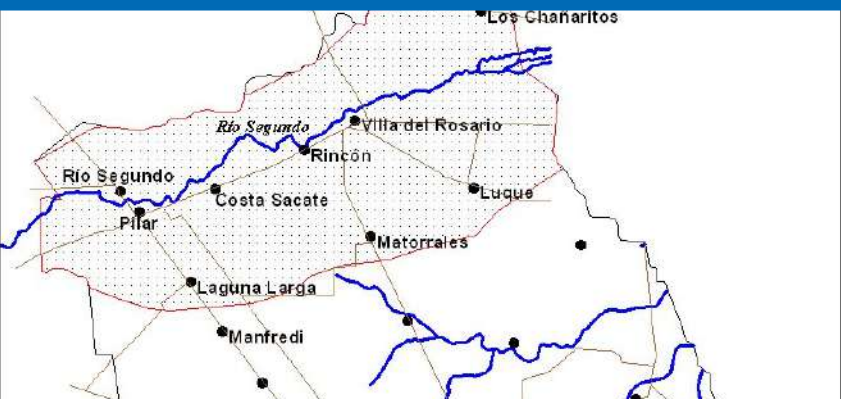 Los Chañaritos
Río Segundo
Villa del Rosario
Rincón
Río Segundo
Luque
Costa Sacate
Pilar
Matorrales
Laguna Larga
Manfredi